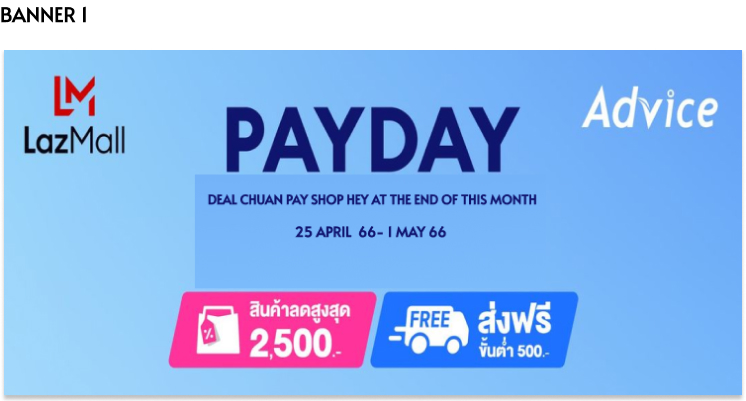 BANNER 1
LM
LazMall
Advice
PAYDAY
DEAL CHUAN PAY SHOP HEY AT THE END OF THIS MONTH
25 APRIL 66- 1 MAY 66
%
สินค้าลดสูงสุด
2,500.-
FREE
ส่งฟรี
ขั้นต่ำ 500.-